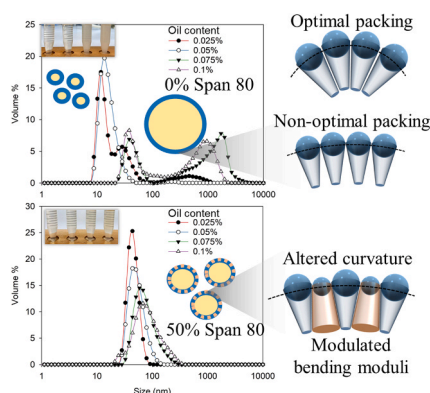 Oil content
0.025%
0.05%
0.075%
0.1%
0% Span 80
Volume %
20
15
10
5
0
1 10 100 1000 10000
Optimal packing
Non-optimal packing
Oil content
0.025%
0.05%
0.075%
0.1%
50% Span 80
Volume %
30
25
20
15
10
5
0
1 10 100 1000 10000
Size (nm)
Altered curvature
Modulated
bending moduli